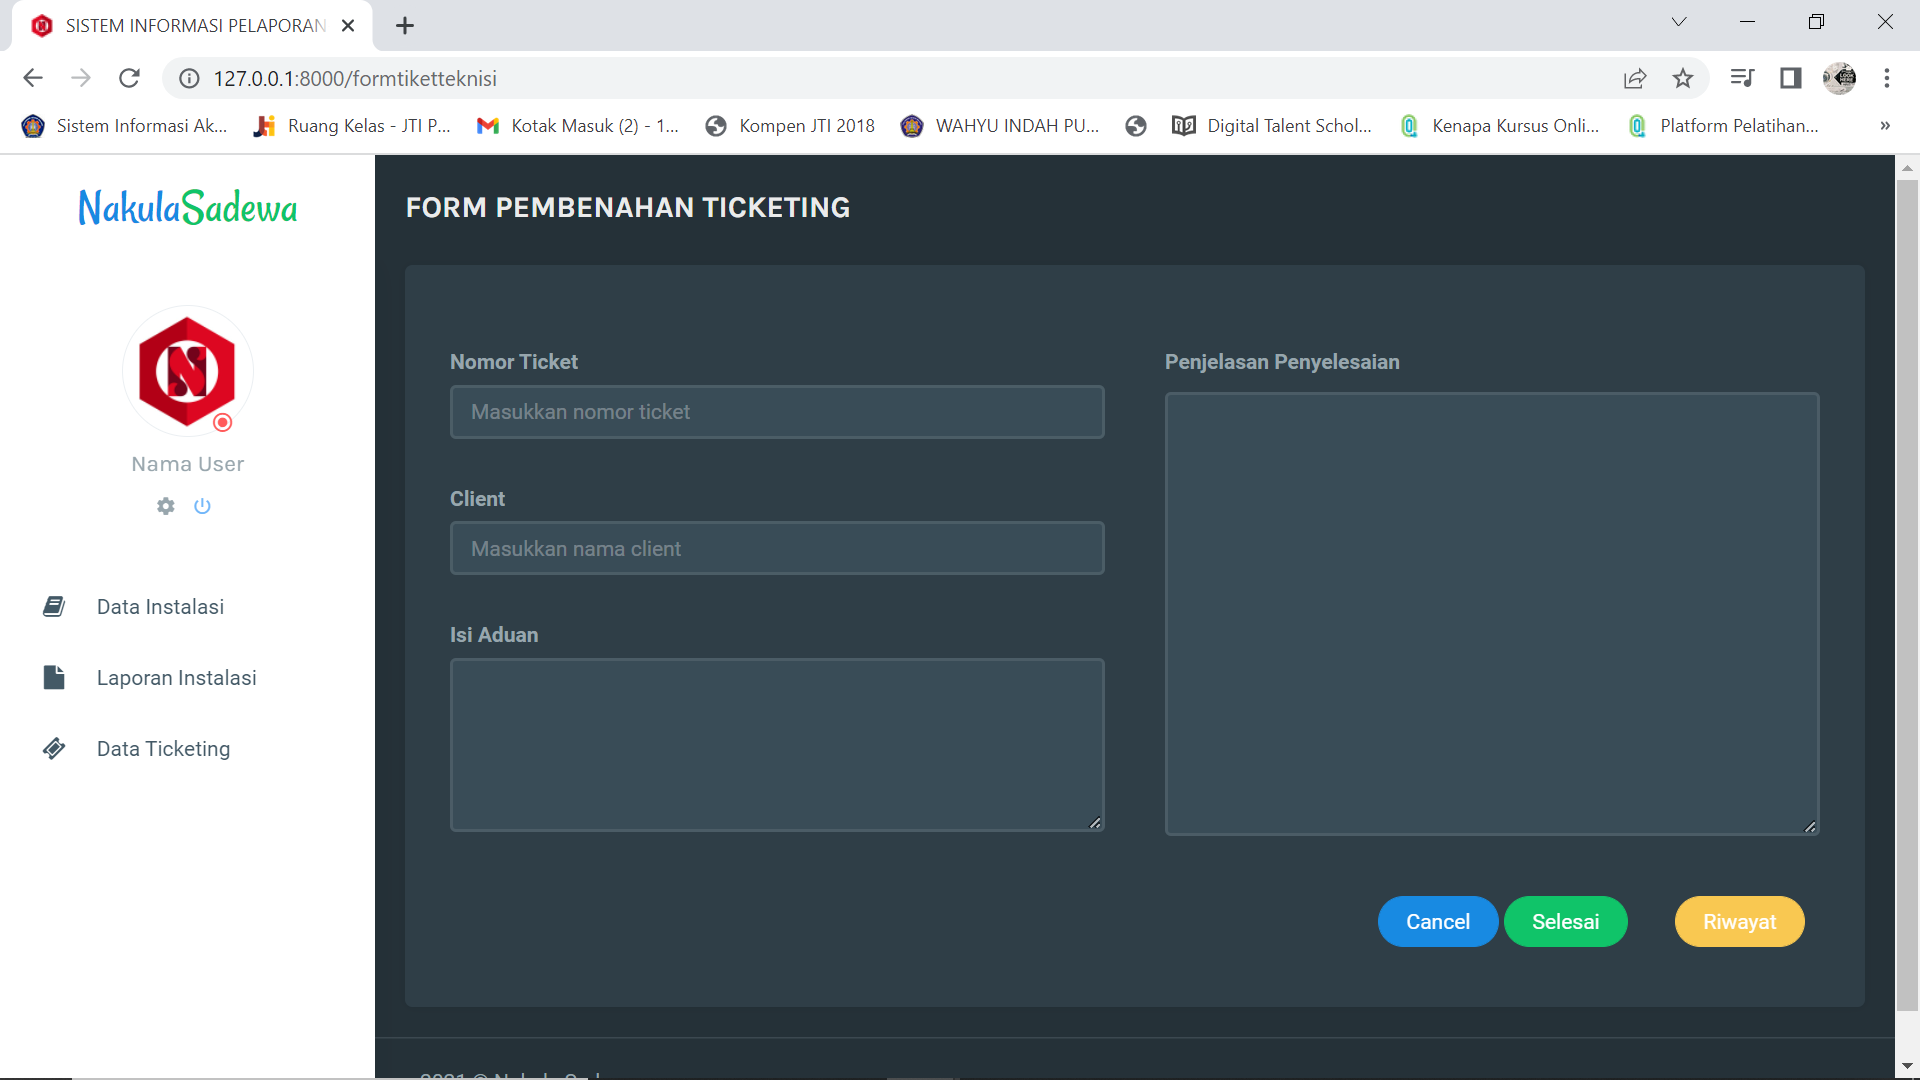 SISTEM INFORMASI PELAPORAN
127.0.0.1:8000/formtiketteknisi
Sistem Informasi Ak...
Ruang Kelas - JTI P...
Kotak Masuk (2) - 1...
Kompen JTI 2018
WAHYU INDAH PU...
Digital Talent Schol...
Kenapa Kursus Onli...
Platform Pelatihan...
»
NakulaSadewa
Nama User
Data Instalasi
Laporan Instalasi
Data Ticketing
FORM PEMBENAHAN TICKETING
Nomor Ticket
Masukkan nomor ticket
Client
Masukkan nama client
Isi Aduan
Penjelasan Penyelesaian
Cancel
Selesai
Riwayat